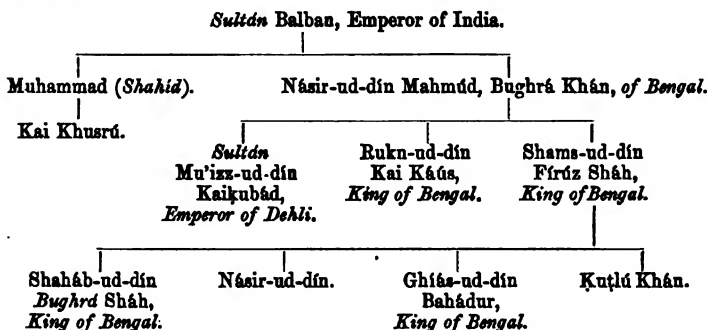 Sultán Balban, Emperor of India.
Muhammad (Shahíd). Násir-ud-dín Mahmúd, Bughrá Khán, of Bengal.
Kai Khusrú.
Sultán Rukn-ud-dín Shams-ud-dín
Mu'izz-ud-dín Kai Káús, Fírúz Sháh,
Kaiḳubád, King of Bengal. King of Bengal.
Emperor of Dehli.
Shaháb-ud-dín Násir-ud-dín. Ghíás-ud-dín Ḳuṭlú Khán.
Bughrá Sháh, Bahádur,
King of Bengal. King of Bengal.